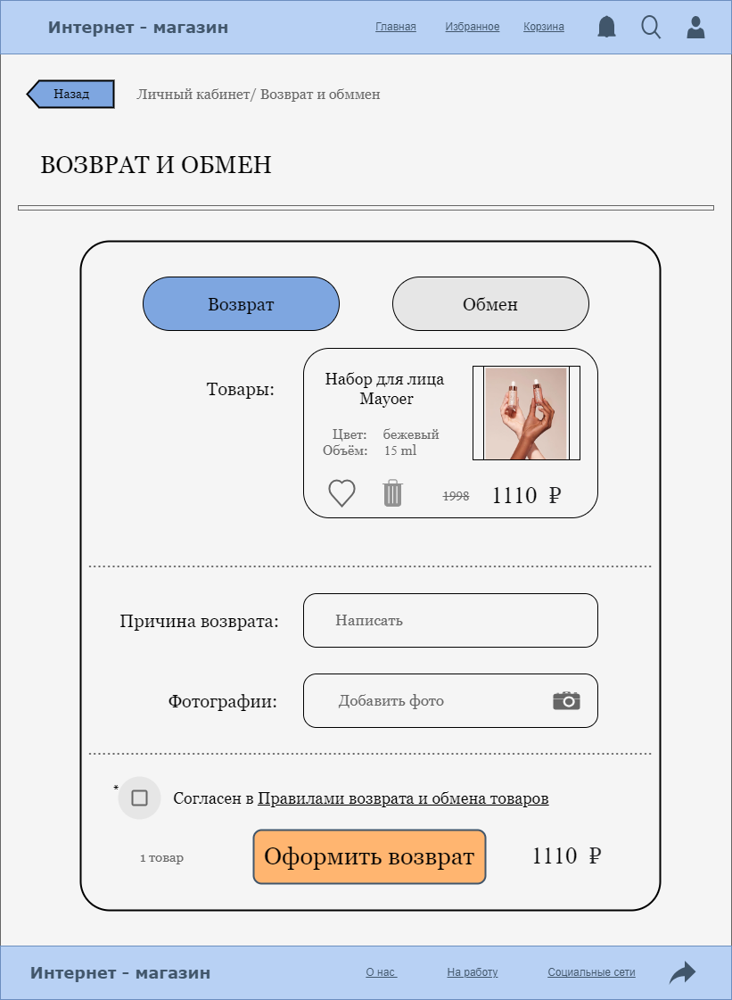 Интернет - магазин
Главная Избранное Корзина
Назад
Личный кабинет/ Возврат и обммен
ВОЗВРАТ И ОБМЕН
Возврат
Обмен
Товары:
Набор для лица
Mayoer
Цвет: бежевый
Объём: 15 ml
1998 1110 ₽
Причина возврата:
Написать
Фотографии:
Добавить фото
* Согласен в Правилами возврата и обмена товаров
1 товар
Оформить возврат
1110 ₽
Интернет - магазин
О нас На работу Социальные сети